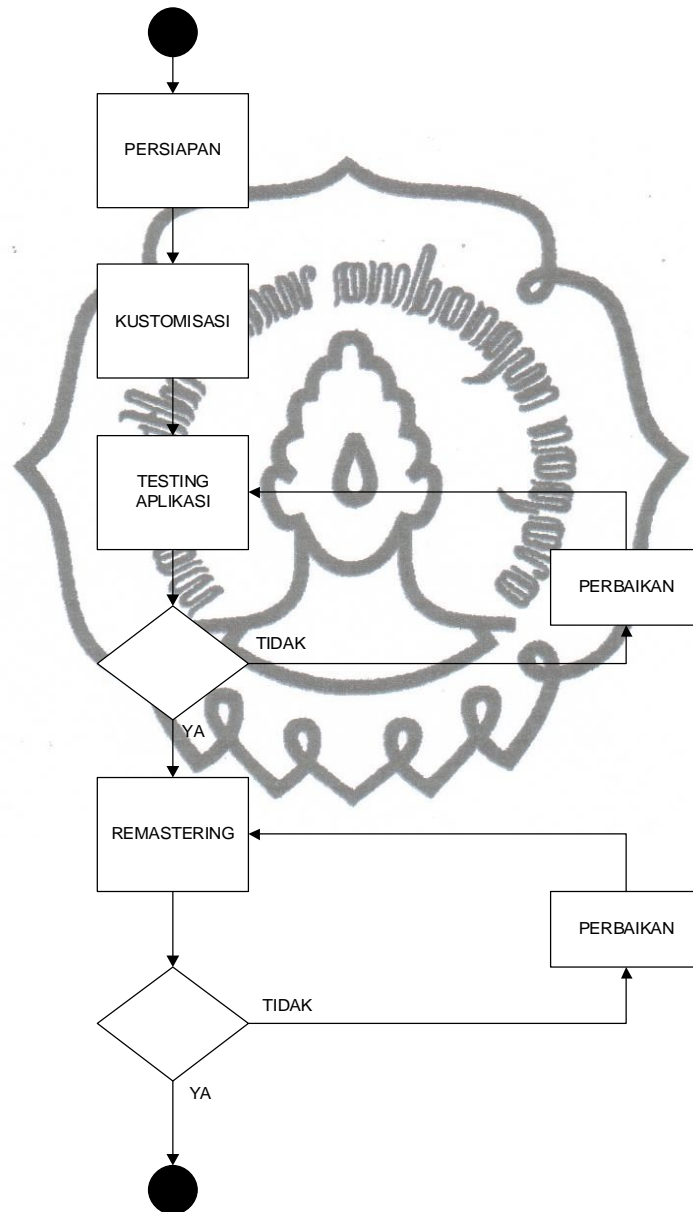 PERSIAPAN
KUSTOMISASI
TESTING
APLIKASI
PERBAIKAN
TIDAK
YA
REMASTERING
PERBAIKAN
TIDAK
YA